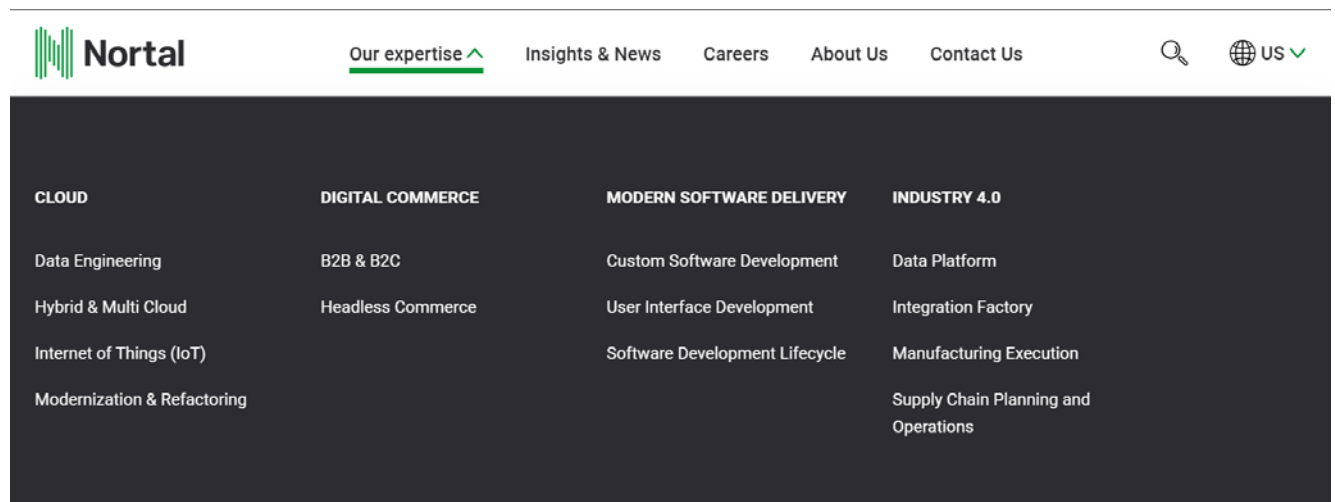 Nortal
Our expertise
Insights & News
Careers
About Us
Contact Us
US
CLOUD
Data Engineering
Hybrid & Multi Cloud
Internet of Things (IoT)
Modernization & Refactoring
DIGITAL COMMERCE
B2B & B2C
Headless Commerce
MODERN SOFTWARE DELIVERY
Custom Software Development
User Interface Development
Software Development Lifecycle
INDUSTRY 4.0
Data Platform
Integration Factory
Manufacturing Execution
Supply Chain Planning and
Operations